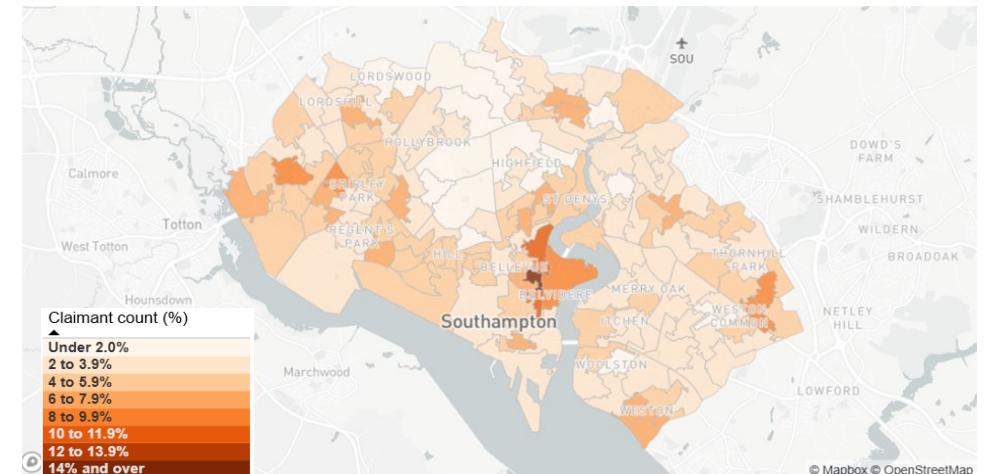 SOU
LORDSWOOD
LORDSHILL
HOLLYBROOK
DOWD'S
FARM
Calmore
HIGHFIELD
SHIRLEY
PARK
ST DENYS
SHAMBLEHURST
Totton
REGENT'S
PARK
WILDERN
West Totton
HILL
THORNHILL
PARK
BROADOAK
BELLEVUE
MERRY OAK
BELVIDERE
Hounsdown
WESTON
COMMON
NETLEY
HILL
Southampton
ITCHEN
Claimant count (%)
Under 2.0%
2 to 3.9%
4 to 5.9%
6 to 7.9%
8 to 9.9%
10 to 11.9%
12 to 13.9%
14% and over
Marchwood
WOOLSTON
LOWFORD
WESTON
© Mapbox © OpenStreetMap